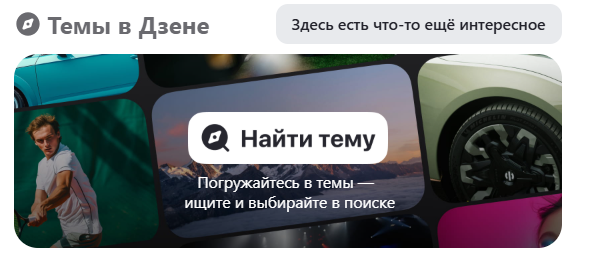 Темы в Дзене
Здесь есть что-то ещё интересное
Найти тему
Погружайтесь в темы —
ищите и выбирайте в поиске